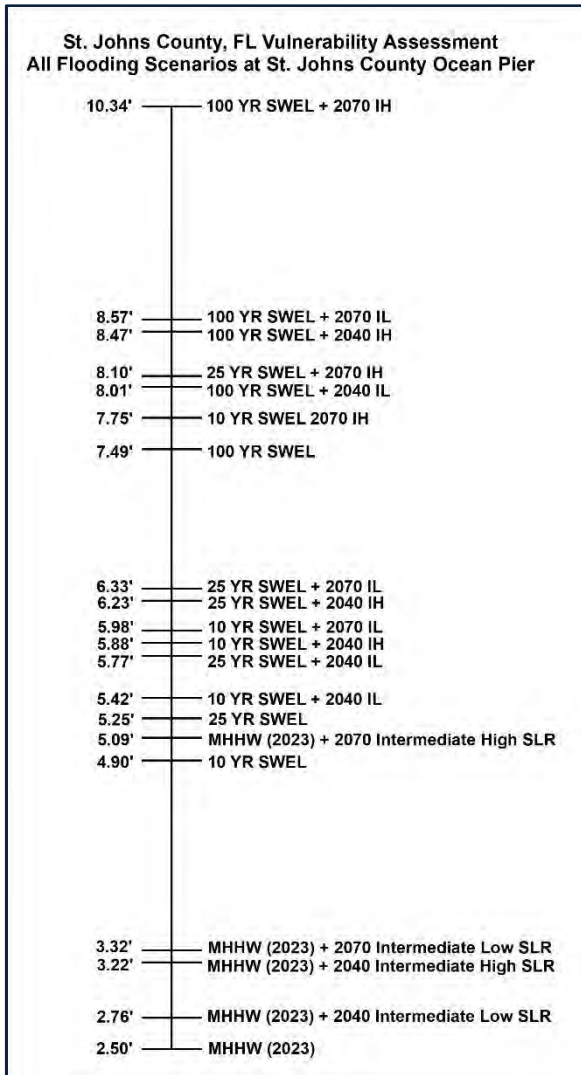 St. Johns County, FL Vulnerability Assessment
All Flooding Scenarios at St. Johns County Ocean Pier
10.34' 100 YR SWEL + 2070 IH
8.57' 100 YR SWEL + 2070 IL
8.47' 100 YR SWEL + 2040 IH
8.10' 25 YR SWEL + 2070 IH
8.01' 100 YR SWEL + 2040 IL
7.75' 10 YR SWEL 2070 IH
7.49' 100 YR SWEL
6.33' 25 YR SWEL + 2070 IL
6.23' 25 YR SWEL + 2040 IH
5.98' 10 YR SWEL + 2070 IL
5.88' 10 YR SWEL + 2040 IH
5.77' 25 YR SWEL + 2040 IL
5.42' 10 YR SWEL + 2040 IL
5.25' 25 YR SWEL
5.09' MHHW (2023) + 2070 Intermediate High SLR
4.90' 10 YR SWEL
3.32' MHHW (2023) + 2070 Intermediate Low SLR
3.22' MHHW (2023) + 2040 Intermediate High SLR
2.76' MHHW (2023) + 2040 Intermediate Low SLR
2.50' MHHW (2023)